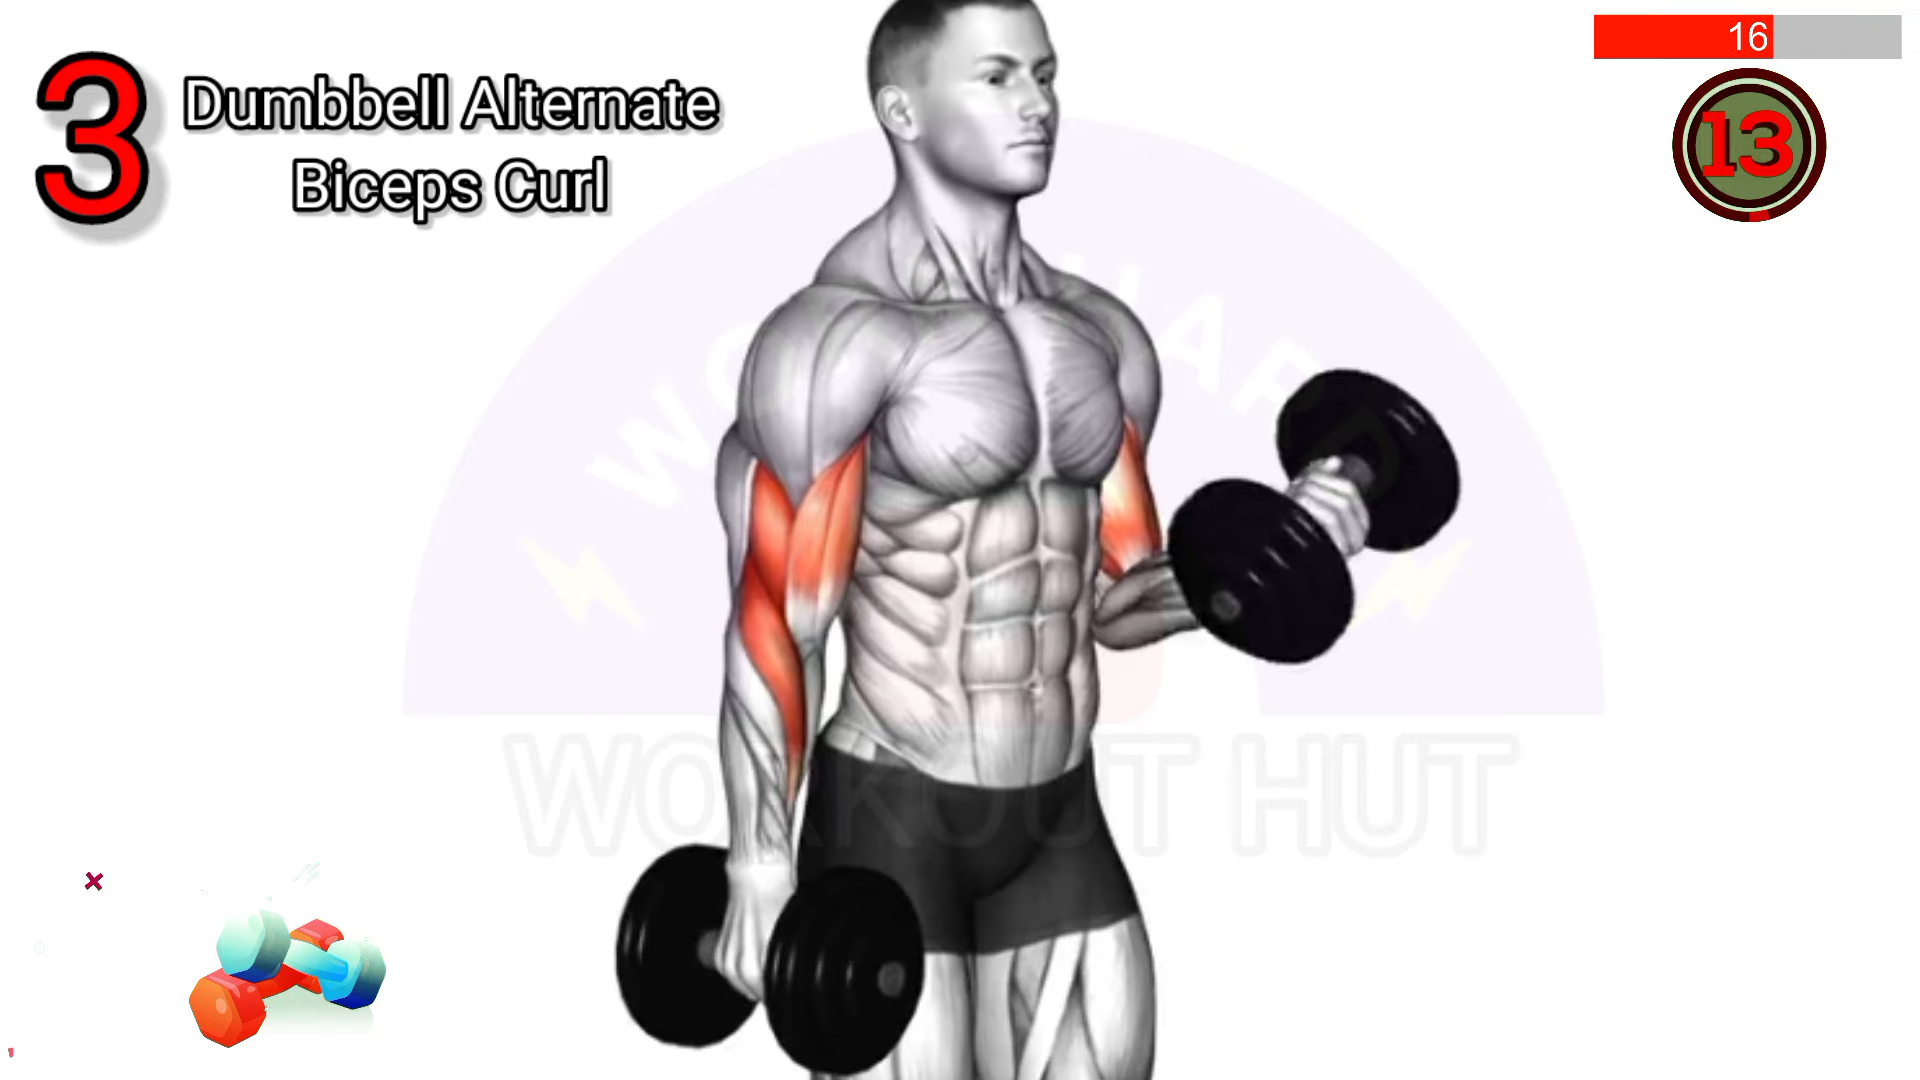 3
Dumbbell Alternate
Biceps Curl
16
13
WORKOUT HUT